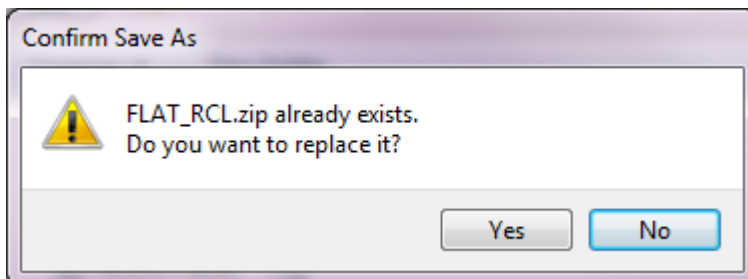 Confirm Save As
FLAT_RCL.zip already exists.
Do you want to replace it?
Yes No